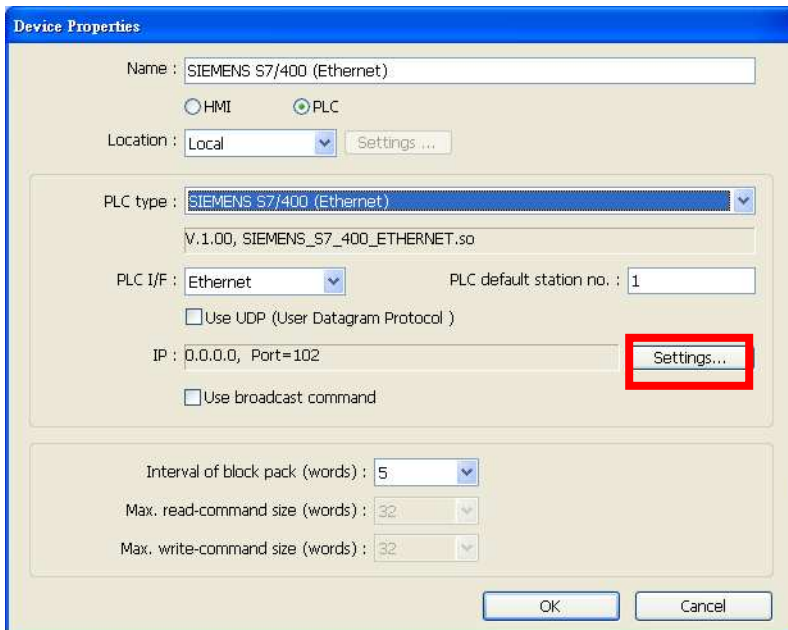 Device Properties
Name : SIEMENS S7/400 (Ethernet)
HMI PLC
Location : Local Settings ...
PLC type : SIEMENS S7/400 (Ethernet)
V.1.00, SIEMENS_S7_400_ETHERNET.so
PLC I/F : Ethernet PLC default station no. : 1
Use UDP (User Datagram Protocol )
IP : 0.0.0.0, Port=102 Settings...
Use broadcast command
Interval of block pack (words) : 5
Max. read-command size (words) : 32
Max. write-command size (words) : 32
OK Cancel